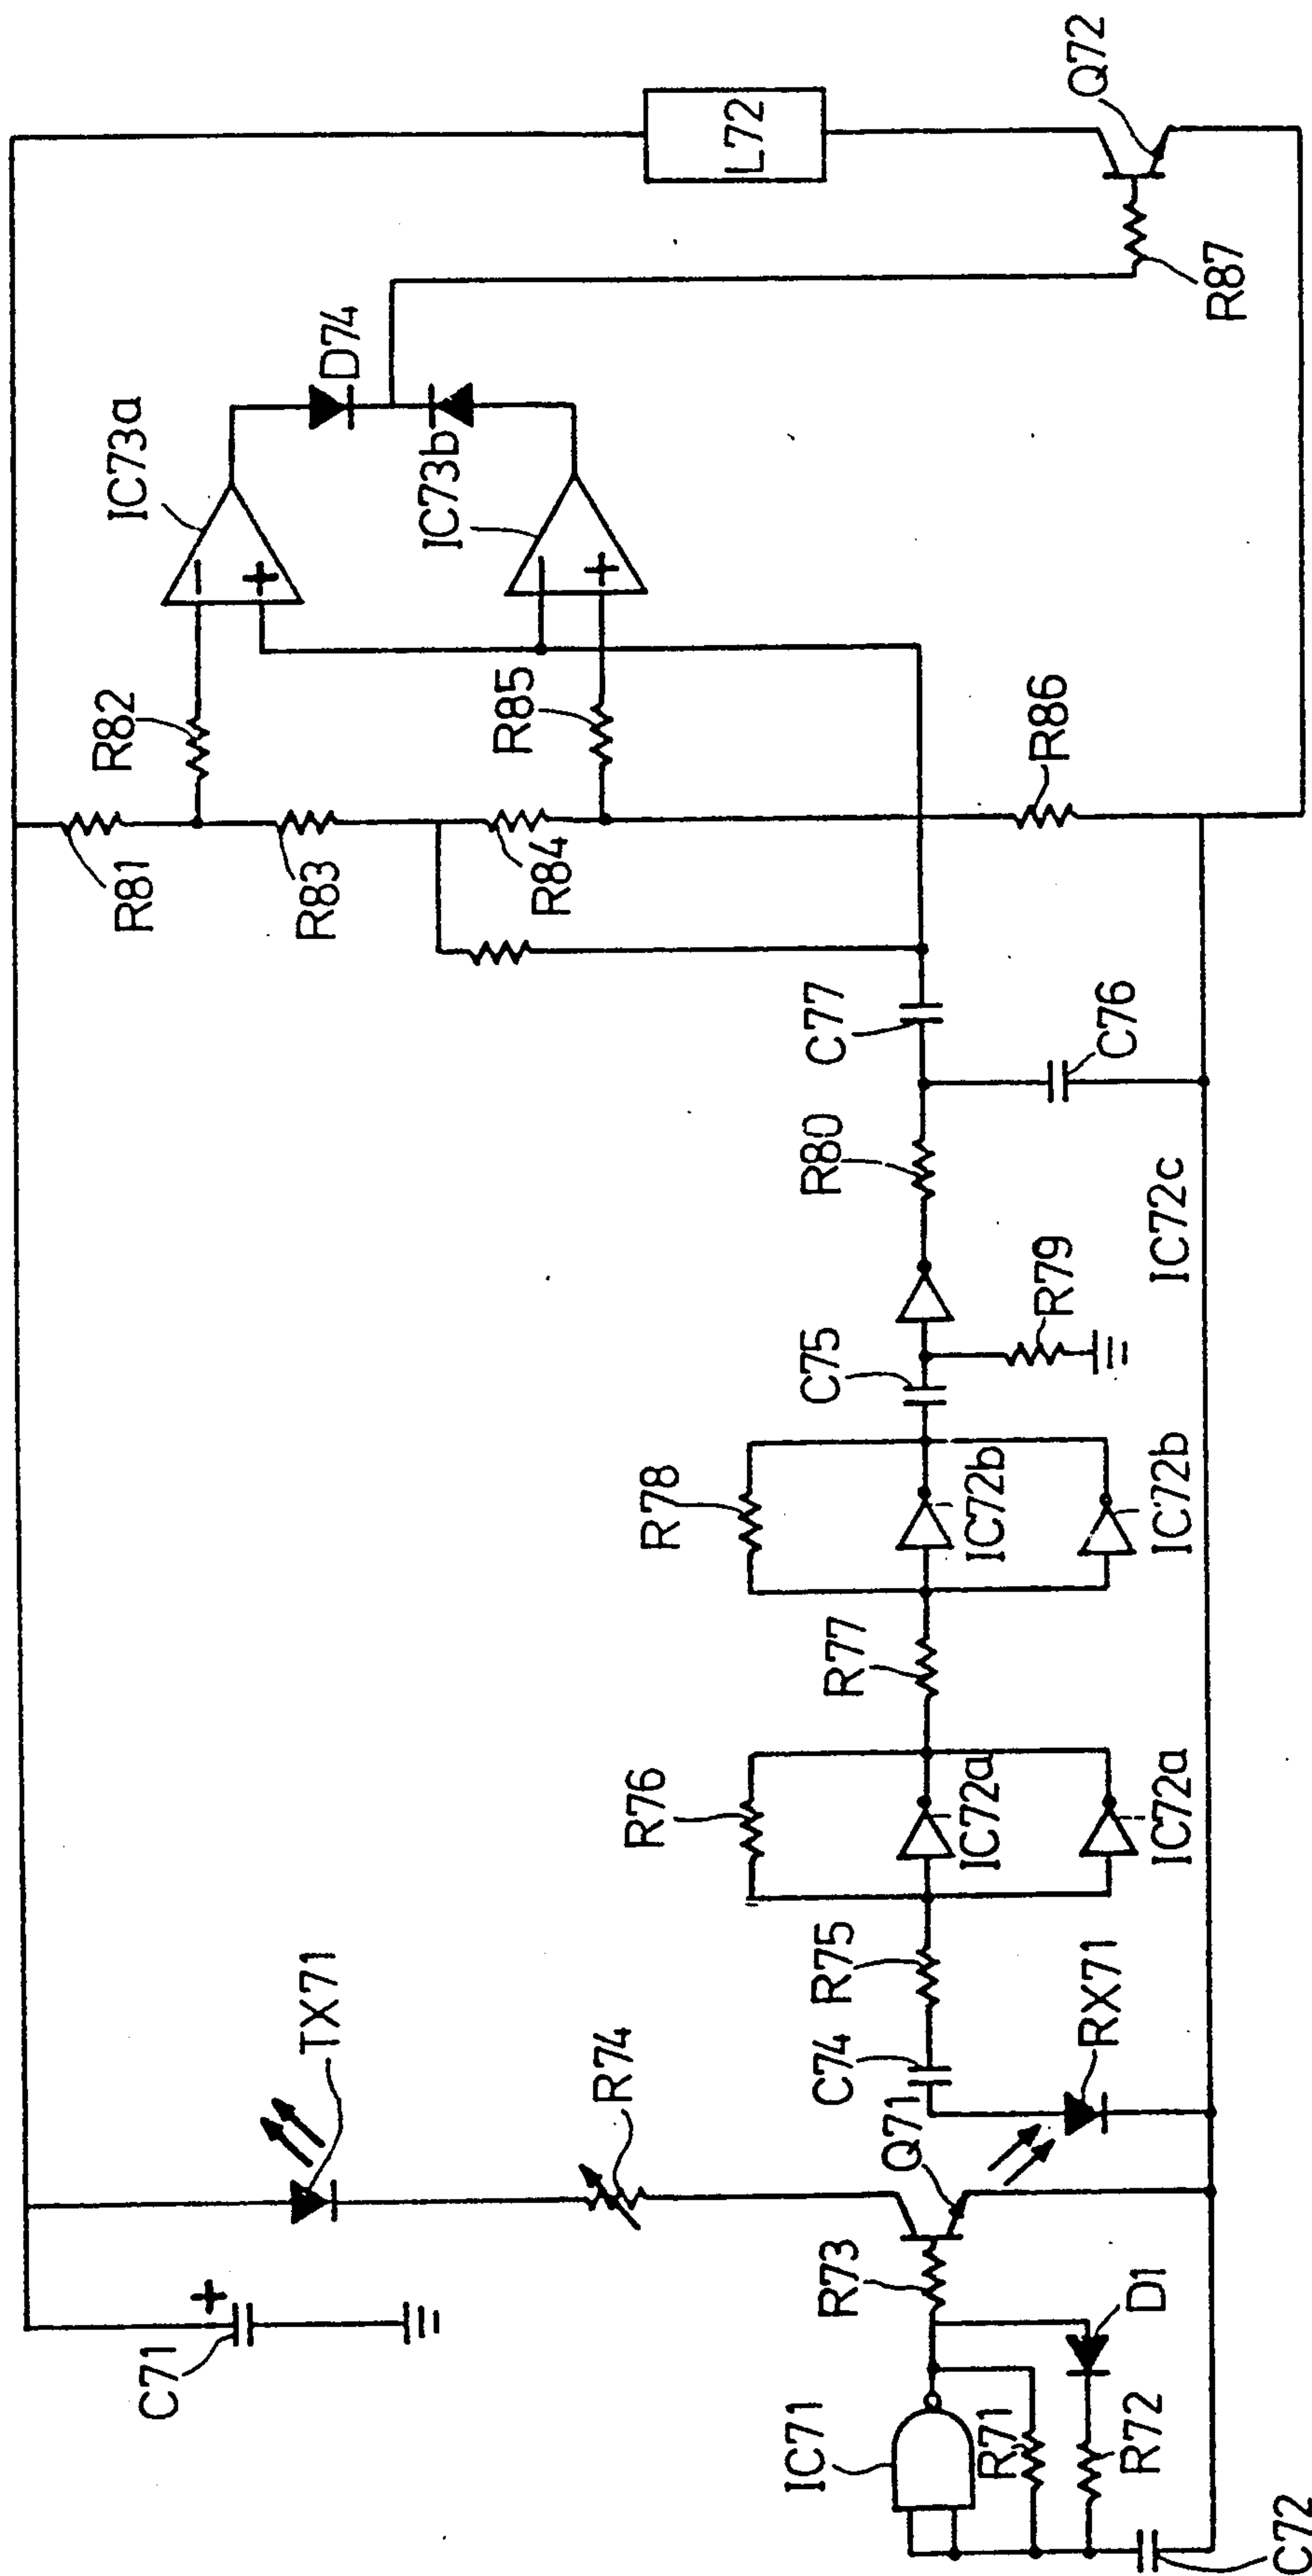 C71
TX71
R74
IC71
R71
R72
C72
D1
R73
Q71
RX71
C74
R75
R76
IC72a
IC72a
R77
R78
IC72b
IC72b
C75
R79
IC72c
R80
C76
C77
R81
R82
R83
R84
R85
R86
IC73a
+
−
IC73b
+
−
D74
L72
Q72
R87
+